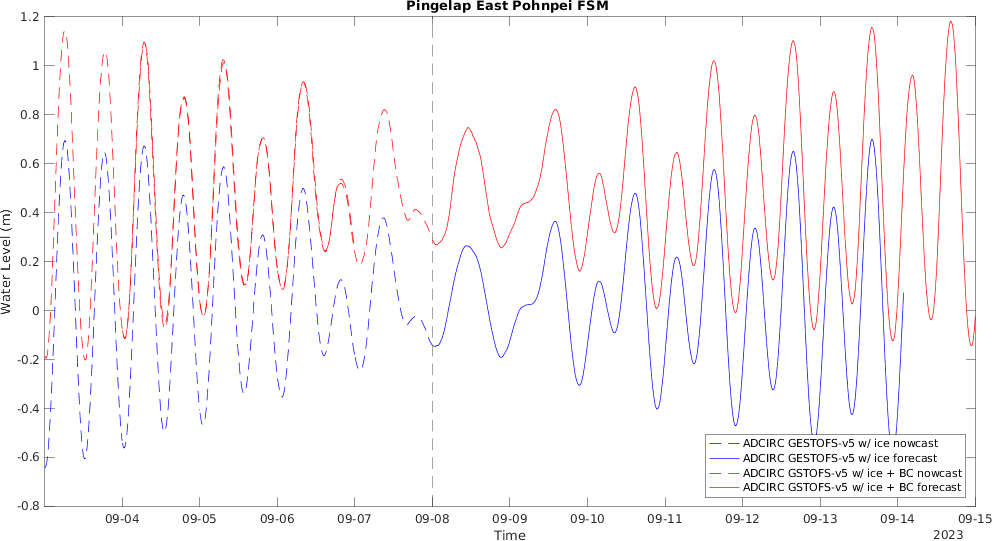 Pingelap East Pohnpei FSM
Water Level (m)
1.2
1
0.8
0.6
0.4
0.2
0
-0.2
-0.4
-0.6
-0.8
ADCIRC GESTOFS-v5 w/ ice nowcast
ADCIRC GESTOFS-v5 w/ ice forecast
ADCIRC GSTOFS-v5 w/ ice + BC nowcast
ADCIRC GSTOFS-v5 w/ ice + BC forecast
09-04 09-05 09-06 09-07 09-08 09-09 09-10 09-11 09-12 09-13 09-14 09-15
Time
2023